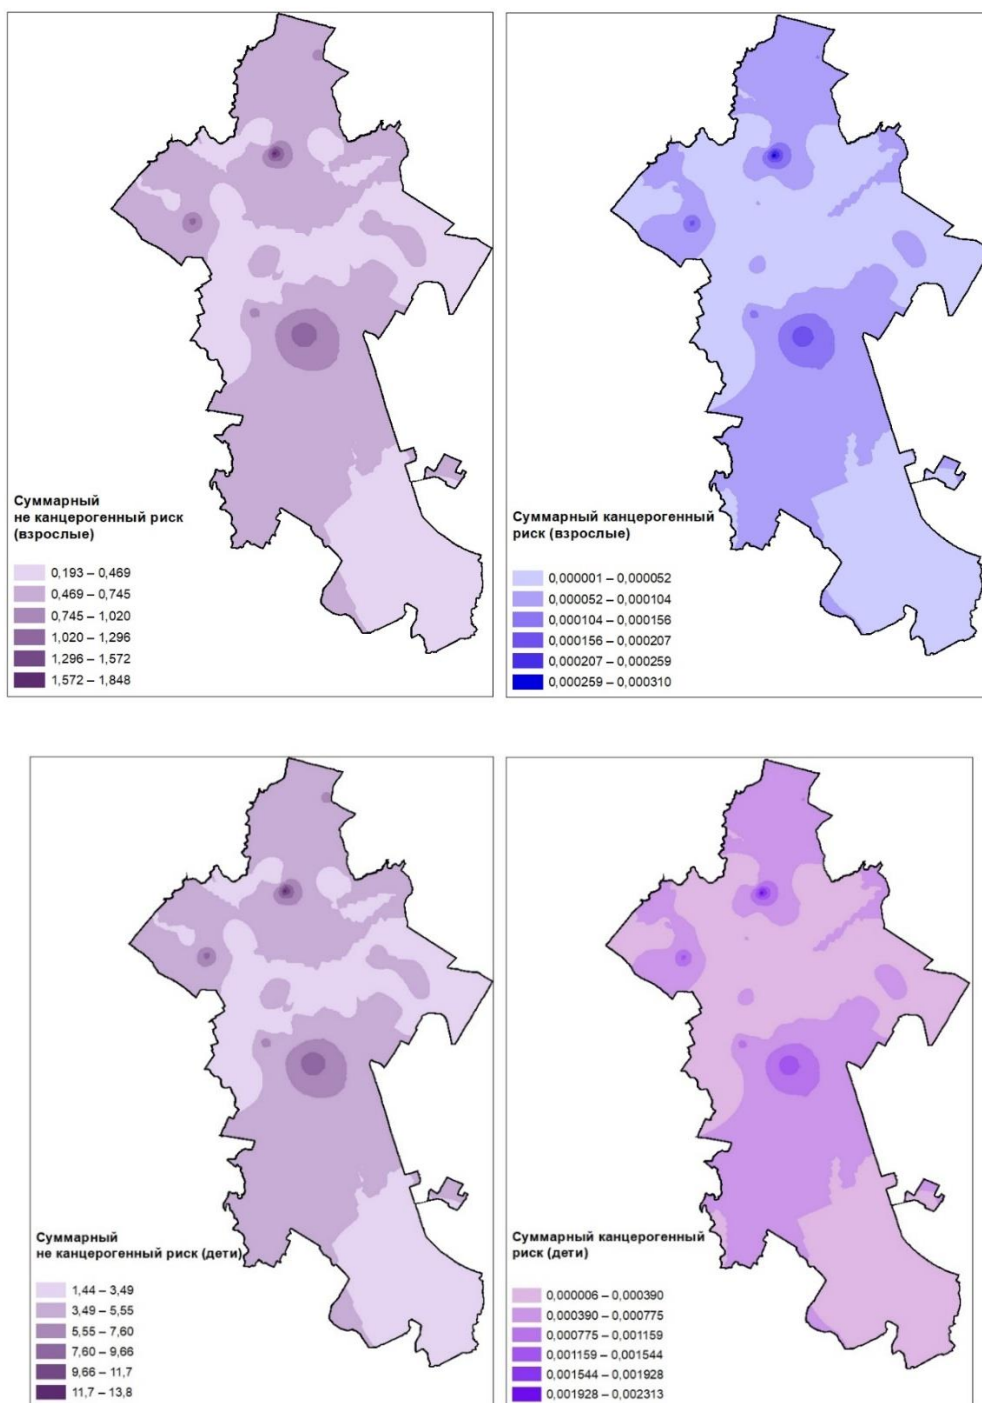 Суммарный
не канцерогенный риск
(взрослые)
0,193 – 0,469
0,469 – 0,745
0,745 – 1,020
1,020 – 1,296
1,296 – 1,572
1,572 – 1,848
Суммарный канцерогенный
риск (взрослые)
0,000001 – 0,000052
0,000052 – 0,000104
0,000104 – 0,000156
0,000156 – 0,000207
0,000207 – 0,000259
0,000259 – 0,000310
Суммарный
не канцерогенный риск (дети)
1,44 – 3,49
3,49 – 5,55
5,55 – 7,60
7,60 – 9,66
9,66 – 11,7
11,7 – 13,8
Суммарный канцерогенный
риск (дети)
0,000006 – 0,000390
0,000390 – 0,000775
0,000775 – 0,001159
0,001159 – 0,001544
0,001544 – 0,001928
0,001928 – 0,002313